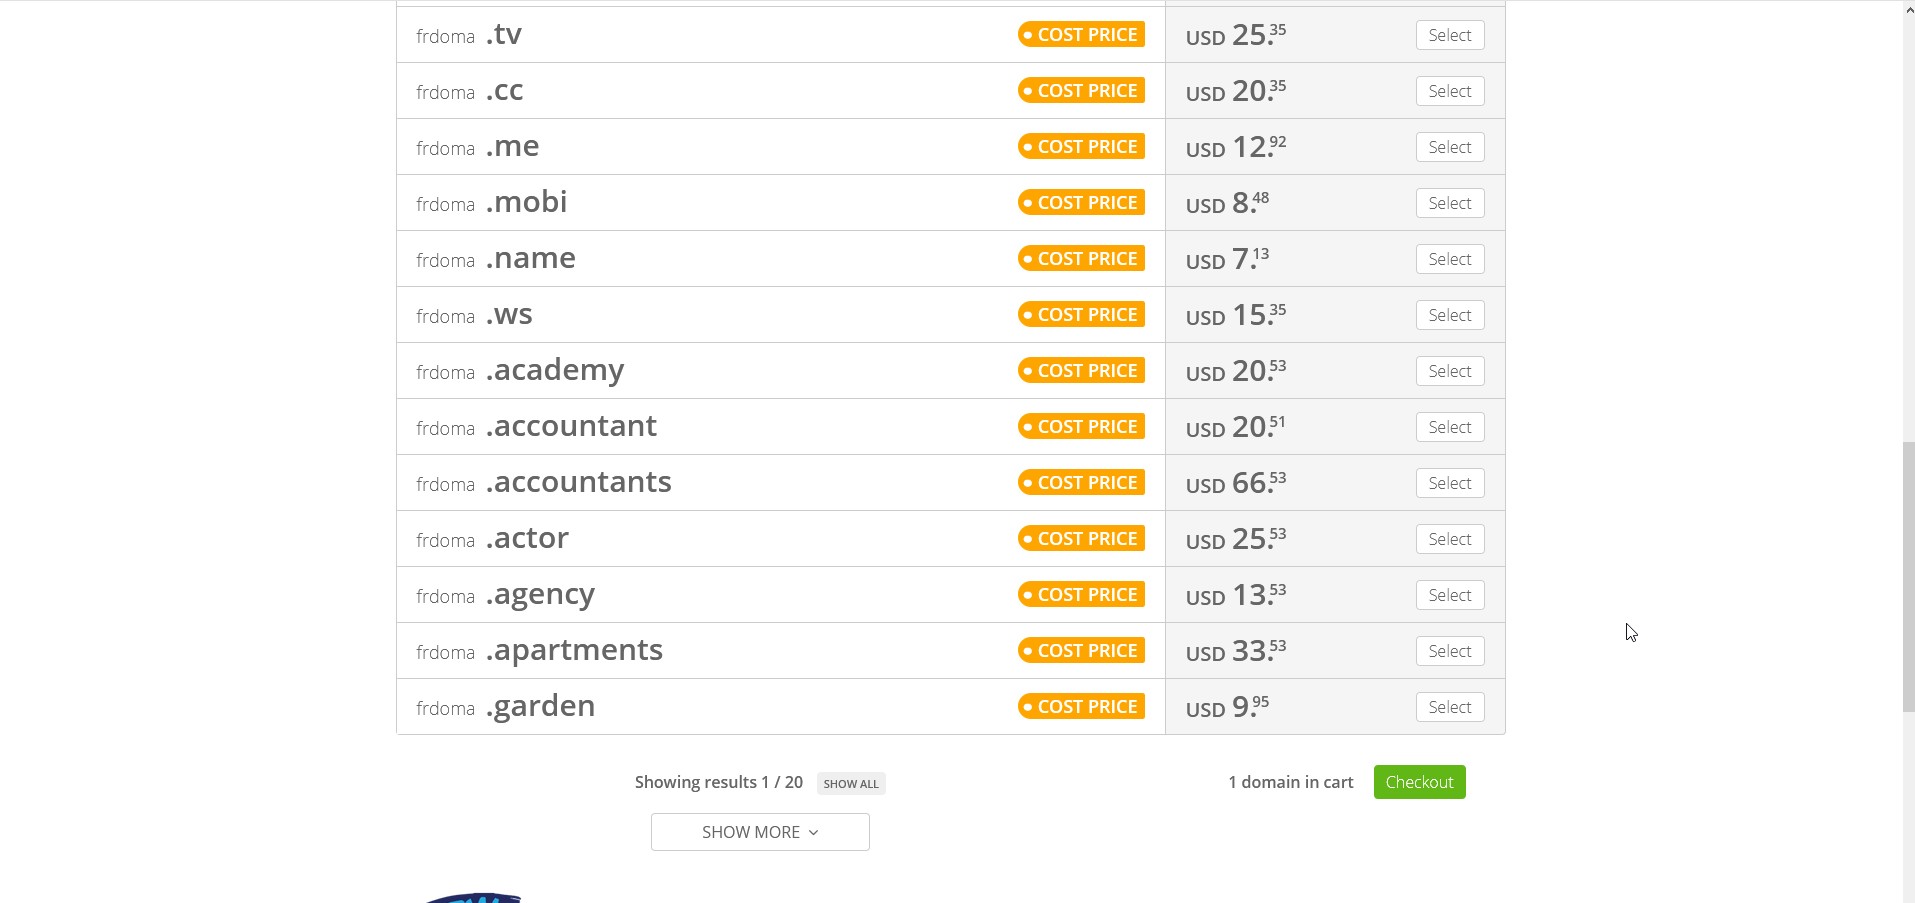 frdoma .tv COST PRICE USD 25.35 Select
frdoma .cc COST PRICE USD 20.35 Select
frdoma .me COST PRICE USD 12.92 Select
frdoma .mobi COST PRICE USD 8.48 Select
frdoma .name COST PRICE USD 7.13 Select
frdoma .ws COST PRICE USD 15.35 Select
frdoma .academy COST PRICE USD 20.53 Select
frdoma .accountant COST PRICE USD 20.51 Select
frdoma .accountants COST PRICE USD 66.53 Select
frdoma .actor COST PRICE USD 25.53 Select
frdoma .agency COST PRICE USD 13.53 Select
frdoma .apartments COST PRICE USD 33.53 Select
frdoma .garden COST PRICE USD 9.95 Select
Showing results 1 / 20 SHOW ALL 1 domain in cart Checkout
SHOW MORE